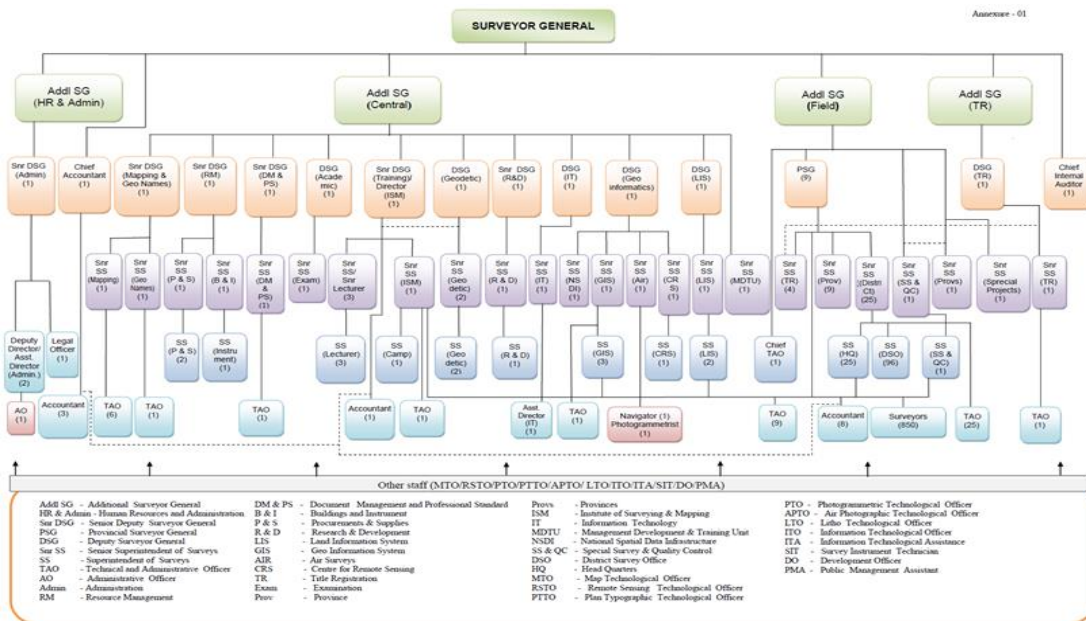 Annexure - 01
SURVEYOR GENERAL
Addl SG
(HR & Admin)
Addl SG
(Central)
Addl SG
(Field)
Addl SG
(TR)
Snr DSG
(Admin)
(1)
Chief
Accountant
(1)
Snr DSG
(Mapping &
Geo Names)
(1)
Snr DSG
(RM)
(1)
Snr DSG
(DM &
PS)
(1)
DSG
(Acade
mic)
(1)
Snr DSG
(Training)/
Director
(ISM)
(1)
DSG
(Geodetic)
(1)
Snr DSG
(R&D)
(1)
DSG
(IT)
(1)
DSG
(Geo
informatics)
(1)
DSG
(LIS)
(1)
PSG
(9)
DSG
(TR)
(1)
Chief
Internal
Auditor
(1)
Snr
SS
(Mapping)
(1)
Snr
SS
(Geo
Names)
(1)
Snr
SS
(P & S)
(1)
Snr
SS
(B & I)
(1)
Snr
SS
(DM
& PS)
(1)
Snr
SS
(Exam)
(1)
Snr
SS/
Snr
Lecturer
(3)
Snr
SS
(ISM)
(1)
Snr
SS
(Geo
detic)
(2)
Snr
SS
(R & D)
(1)
Snr
SS
(IT)
(1)
Snr
SS
(NS
DI)
(1)
Snr
SS
(GIS)
(1)
Snr
SS
(Air)
(1)
Snr
SS
(CR
S)
(1)
Snr
SS
(LIS)
(1)
Snr
SS
(MDTU)
(1)
Snr
SS
(TR)
(4)
Snr
SS
(Prov)
(9)
Snr
SS
)(Distri
Ct)
(25)
Snr
SS
(SS &
QC)
(1)
Snr
SS
(Provs)
(1)
Snr
SS
(Sprecial
Projects)
(1)
Snr
SS
(TR)
(1)
Deputy
Director/
Asst.
Director
(Admin.)
(2)
Legal
Officer
(1)
SS
(P & S)
(2)
SS
(Instru
ment)
(1)
SS
(Lecturer)
(3)
SS
(Camp)
(1)
SS
(Geo
detic)
(2)
SS
(R & D)
(1)
SS
(GIS)
(3)
SS
(CRS)
(1)
SS
(LIS)
(2)
Chief
TAO
(1)
SS
(HQ)
(25)
SS
(DSO)
(96)
SS
(SS &
QC)
(1)
AO
(1)
Accountant
(3)
TAO
(6)
TAO
(1)
TAO
(1)
Accountant
(1)
TAO
(1)
Asst.
Director
(IT)
(1)
TAO
(1)
Navigator (1)
Photogrammetrist
(1)
TAO
(9)
Accountant
(8)
Surveyors
(850)
TAO
(25)
TAO
(1)
Other staff (MTO/RSTO/PTO/PTTO/APTO/ LTO/ITO/ITA/SIT/DO/PMA)
Addl SG - Additional Surveyor General
HR & Admin - Human Resources and Administration
Snr DSG - Senior Deputy Surveyor General
PSG - Provincial Surveyor General
DSG - Deputy Surveyor General
Snr SS - Senior Superintendent of Surveys
SS - Superintendent of Surveys
TAO - Technical and Administrative Officer
AO - Administrative Officer
Admin - Administration
RM - Resource Management
DM & PS - Document Management and Professional Standard
B & I - Buildings and Instrument
P & S - Procurements & Supplies
R & D - Research & Development
LIS - Land Information System
GIS - Geo Information System
AIR - Air Surveys
CRS - Centre for Remote Sensing
TR - Title Registration
Exam - Examination
Prov - Province
Provs - Provinces
ISM - Institute of Surveying & Mapping
IT - Information Technology
MDTU - Management Development & Training Unit
NSDI - National Spatial Data Infrastructure
SS & QC - Special Survey & Quality Control
DSO - District Survey Office
HQ - Head Quarters
MTO - Map Technological Officer
RSTO - Remote Sensing Technological Officer
PTTO - Plan Typographic Technological Officer
PTO - Photogrammetric Technological Officer
APTO - Air Photographic Technological Officer
LTO - Litho Technological Officer
ITO - Information Technological Officer
ITA - Information Technological Assistance
SIT - Survey Instrument Technician
DO - Development Officer
PMA - Public Management Assistant